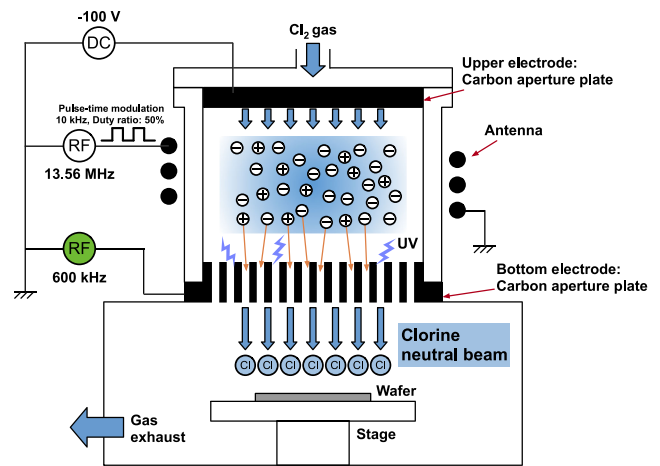 -100 V
DC
Cl₂ gas
Upper electrode:
Carbon aperture plate
Pulse-time modulation
10 kHz, Duty ratio: 50%
RF
13.56 MHz
Antenna
RF
600 kHz
UV
Bottom electrode:
Carbon aperture plate
Clorine
neutral beam
Cl Cl Cl Cl Cl Cl Cl
Wafer
Stage
Gas
exhaust